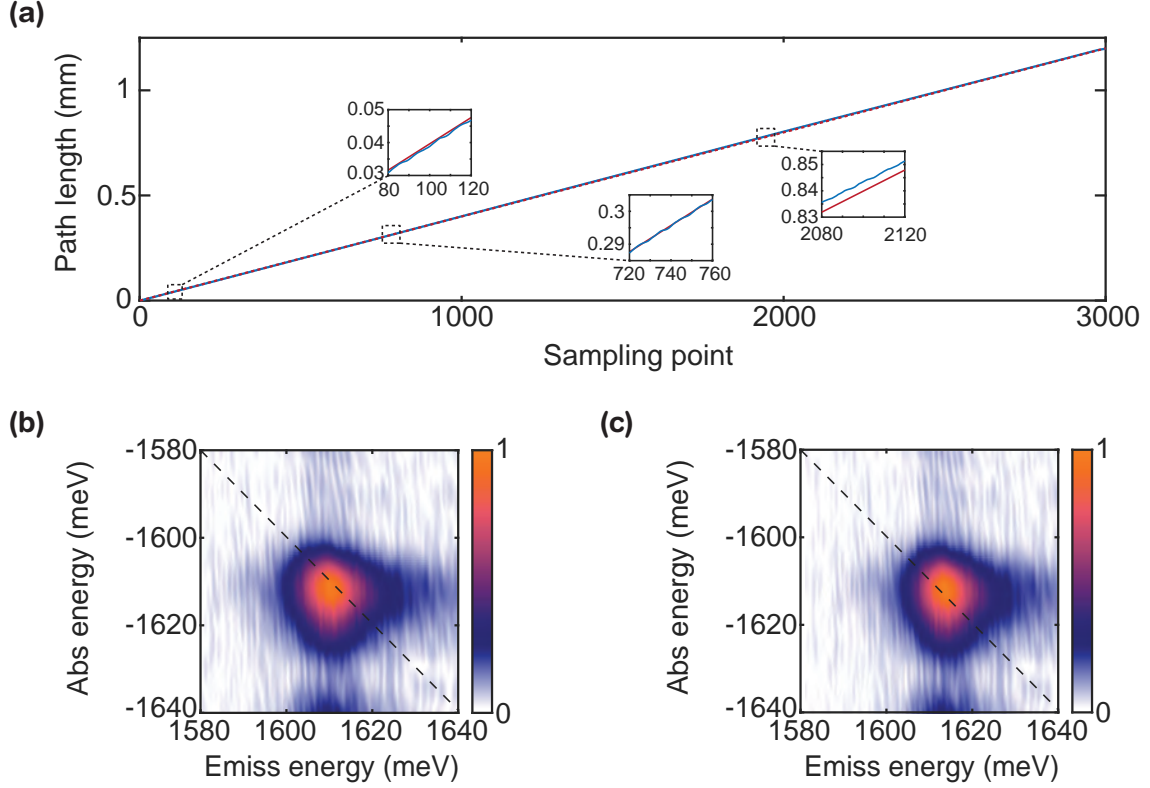 (a)
Path length (mm)
1
0.5
0
0.05
0.04
0.03
80 100 120
0.3
0.29
720 740 760
0.85
0.84
0.83
2080 2120
0 1000 2000 3000
Sampling point
(b)
Abs energy (meV)
-1580
-1600
-1620
-1640
1580 1600 1620 1640
Emiss energy (meV)
1
0
(c)
Abs energy (meV)
-1580
-1600
-1620
-1640
1580 1600 1620 1640
Emiss energy (meV)
1
0